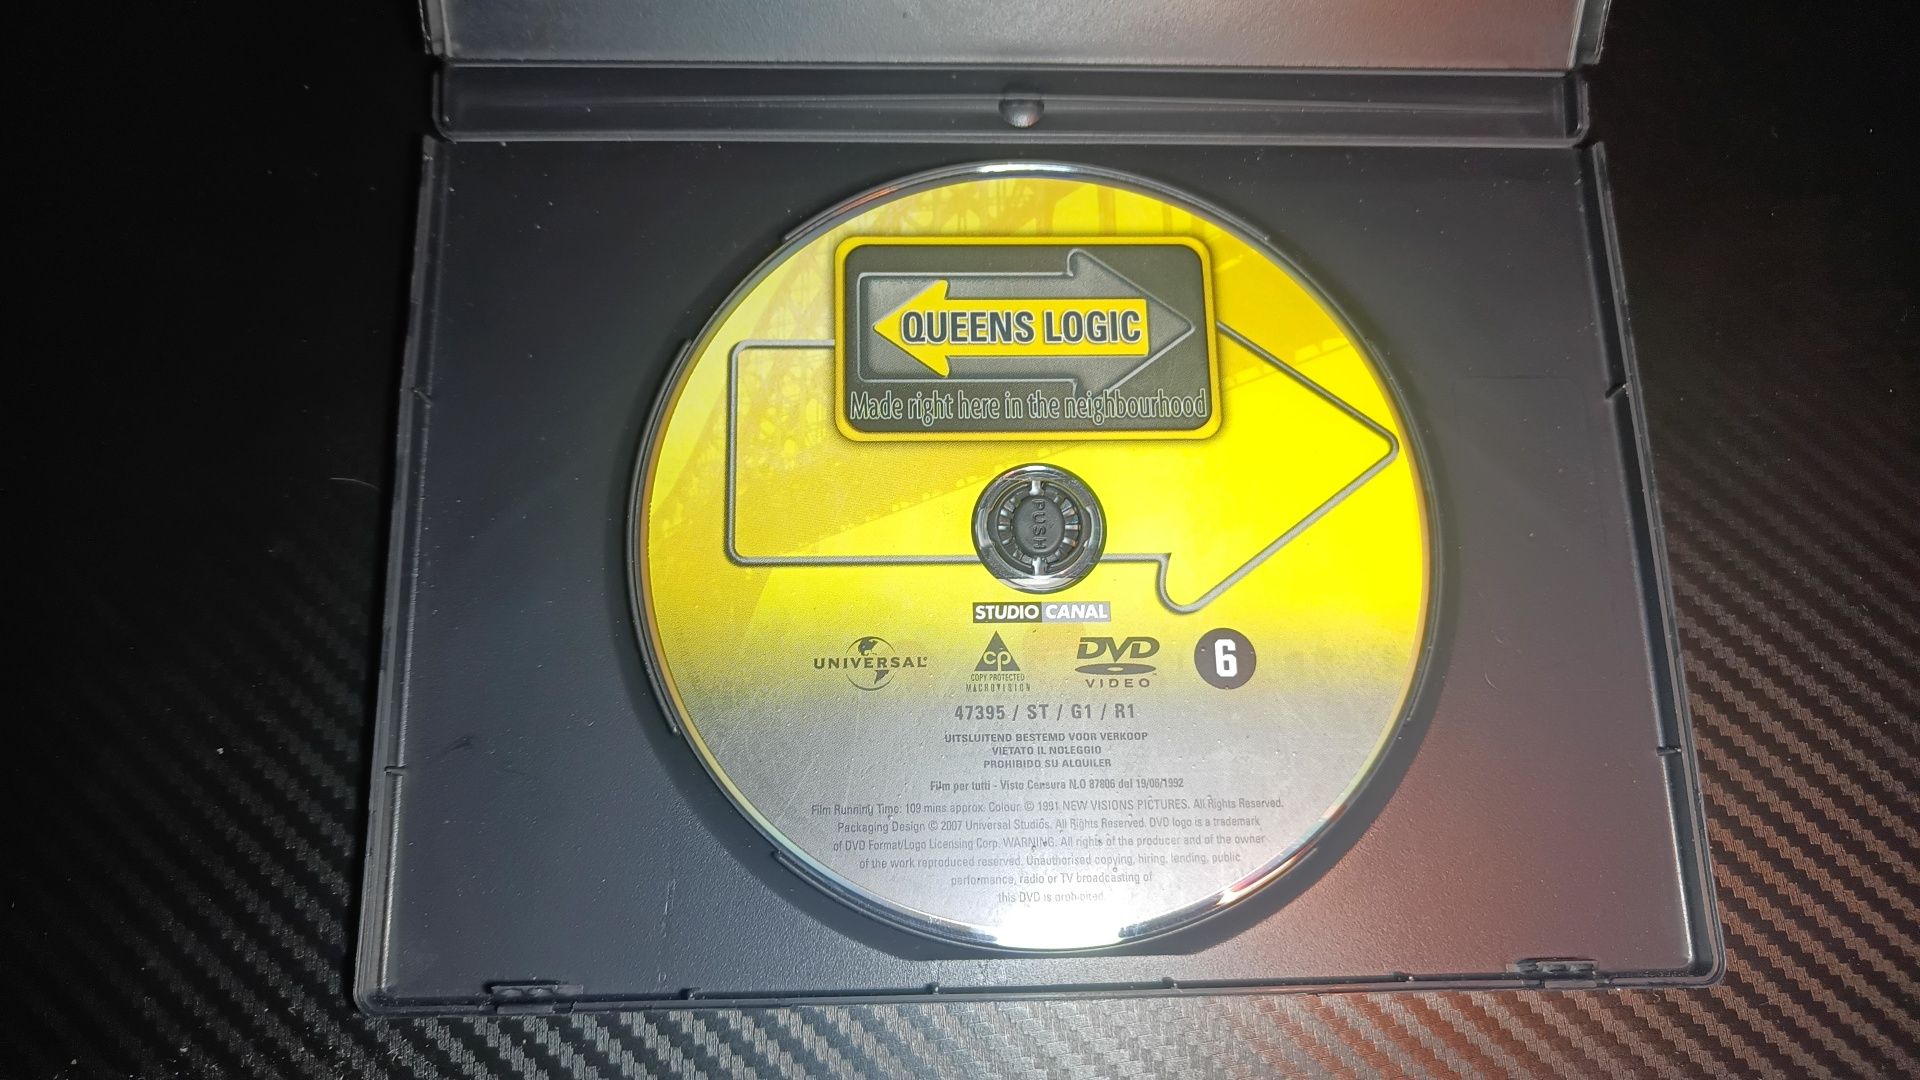 QUEENS LOGIC
Made right here in the neighbourhood
PUSH
STUDIO CANAL
UNIVERSAL
cp
COPY PROTECTED
MACROVISION
DVD
VIDEO
6
47395 / ST / G1 / R1
UITSLUITEND BESTEMD VOOR VERKOOP
VIETATO IL NOLEGGIO
PROHIBIDO SU ALQUILER
Film per tutti - Visto Censura N.O 87806 del 19/06/1992
Film Running Time: 109 mins approx. Colour. © 1991 NEW VISIONS PICTURES. All Rights Reserved.
Packaging Design © 2007 Universal Studios. All Rights Reserved. DVD logo is a trademark
of DVD Format/Logo Licensing Corp. WARNING: All rights of the producer and of the owner
of the work reproduced reserved. Unauthorised copying, hiring, lending, public
performance, radio or TV broadcasting of
this DVD is prohibited.